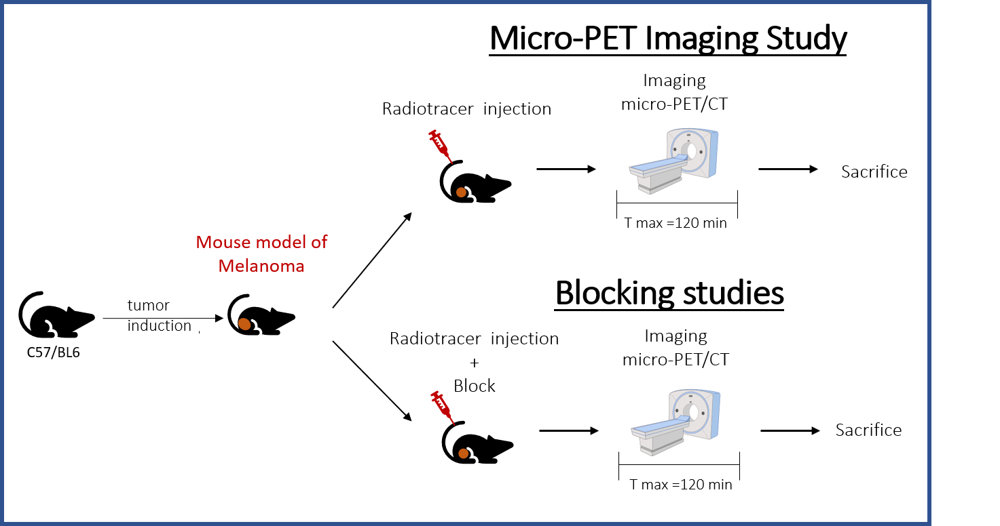 Micro-PET Imaging Study
Imaging
micro-PET/CT
Radiotracer injection
Sacrifice
T max =120 min
Mouse model of
Melanoma
tumor
induction ,
C57/BL6
Blocking studies
Radiotracer injection
+
Block
Imaging
micro-PET/CT
Sacrifice
T max =120 min